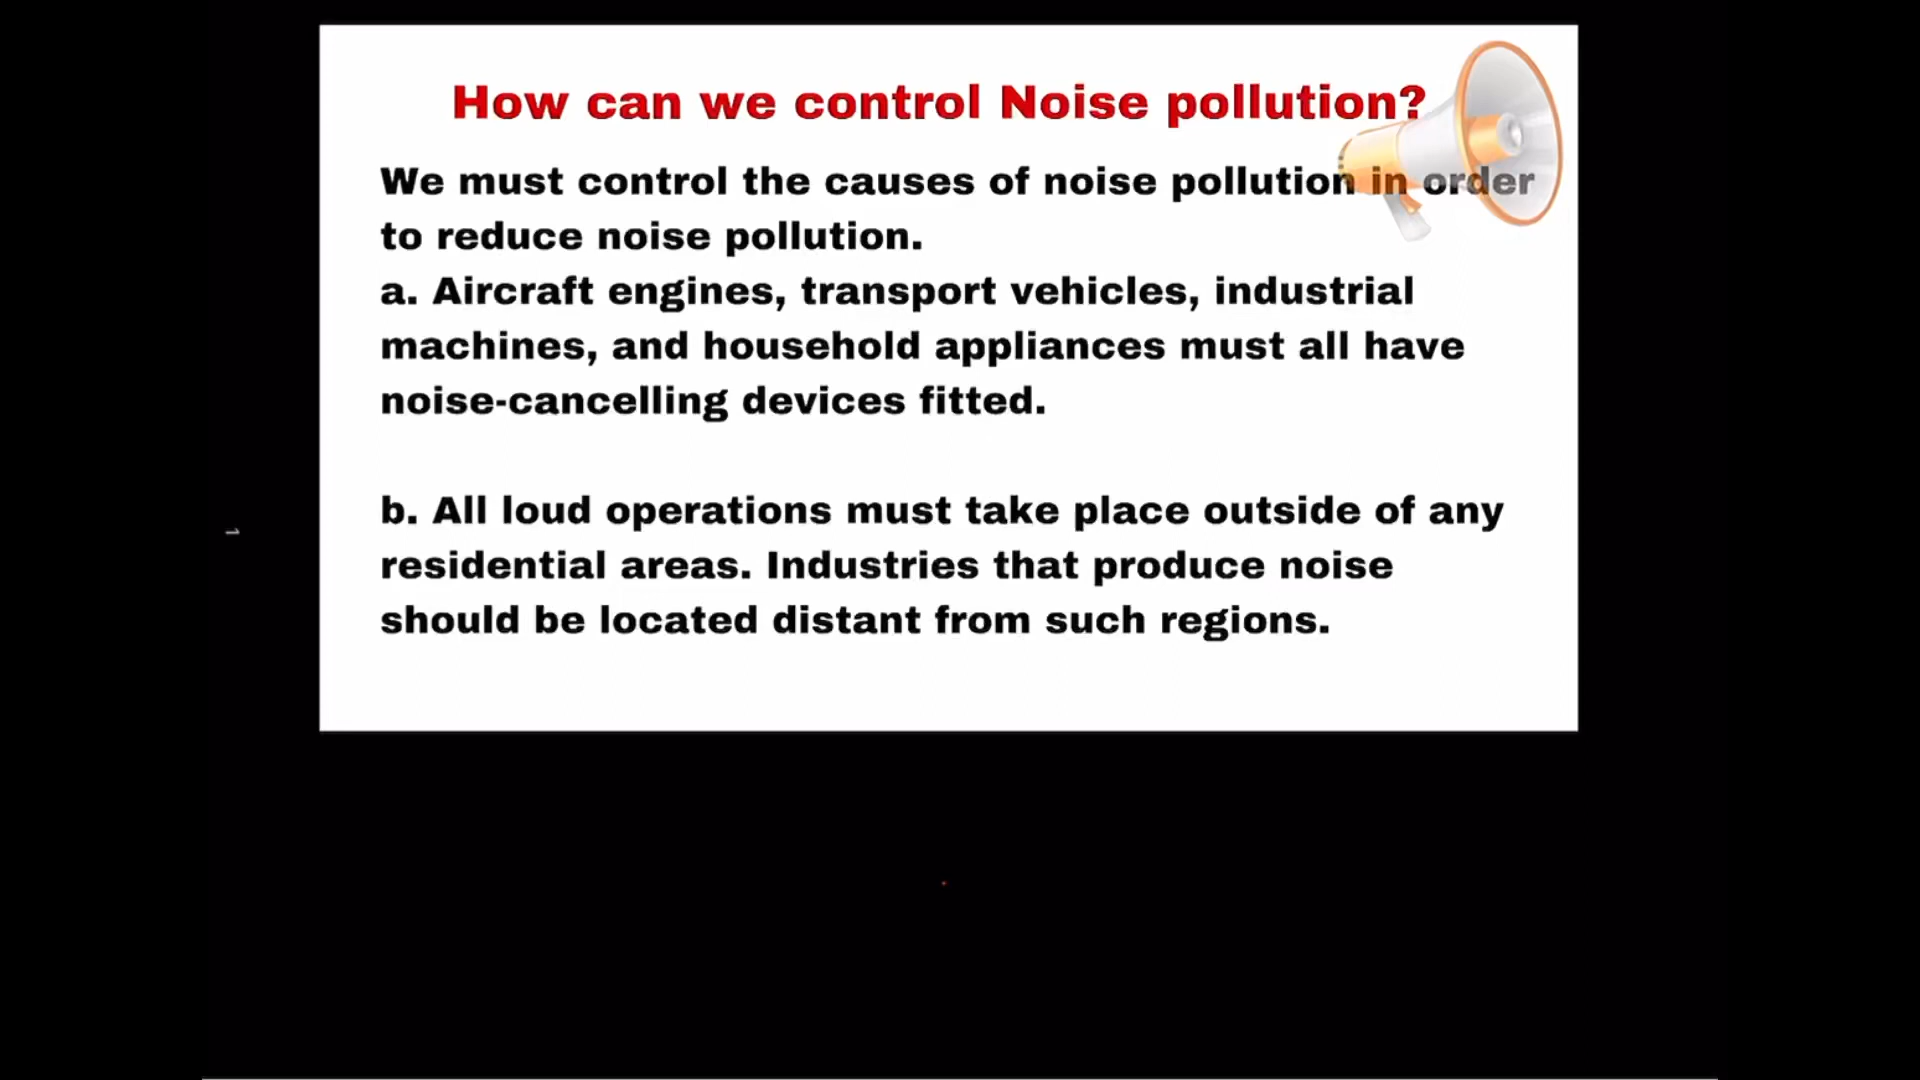 How can we control Noise pollution?
We must control the causes of noise pollution in order
to reduce noise pollution.
a. Aircraft engines, transport vehicles, industrial
machines, and household appliances must all have
noise-cancelling devices fitted.
b. All loud operations must take place outside of any
residential areas. Industries that produce noise
should be located distant from such regions.